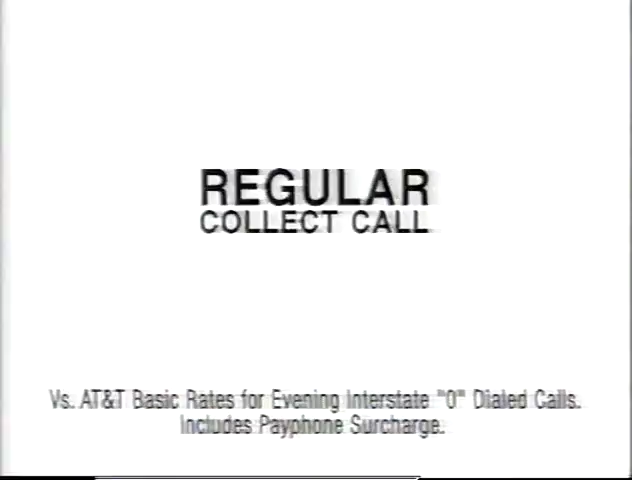 REGULAR
COLLECT CALL
Vs. AT&T Basic Rates for Evening Interstate "0" Dialed Calls.
Includes Payphone Surcharge.